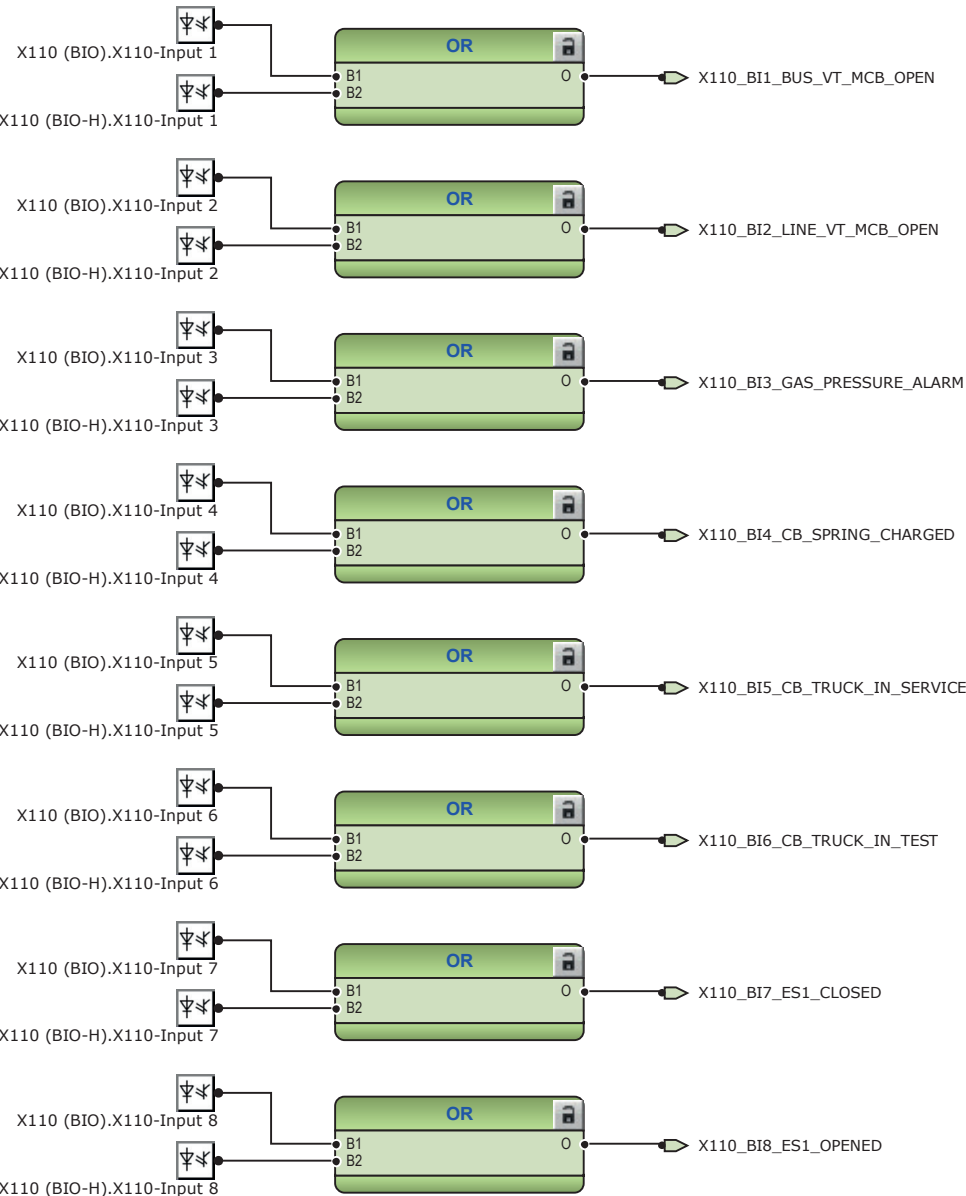 X110 (BIO).X110-Input 1
OR
B1
B2
O
X110_BI1_BUS_VT_MCB_OPEN
X110 (BIO-H).X110-Input 1
X110 (BIO).X110-Input 2
OR
B1
B2
O
X110_BI2_LINE_VT_MCB_OPEN
X110 (BIO-H).X110-Input 2
X110 (BIO).X110-Input 3
OR
B1
B2
O
X110_BI3_GAS_PRESSURE_ALARM
X110 (BIO-H).X110-Input 3
X110 (BIO).X110-Input 4
OR
B1
B2
O
X110_BI4_CB_SPRING_CHARGED
X110 (BIO-H).X110-Input 4
X110 (BIO).X110-Input 5
OR
B1
B2
O
X110_BI5_CB_TRUCK_IN_SERVICE
X110 (BIO-H).X110-Input 5
X110 (BIO).X110-Input 6
OR
B1
B2
O
X110_BI6_CB_TRUCK_IN_TEST
X110 (BIO-H).X110-Input 6
X110 (BIO).X110-Input 7
OR
B1
B2
O
X110_BI7_ES1_CLOSED
X110 (BIO-H).X110-Input 7
X110 (BIO).X110-Input 8
OR
B1
B2
O
X110_BI8_ES1_OPENED
X110 (BIO-H).X110-Input 8